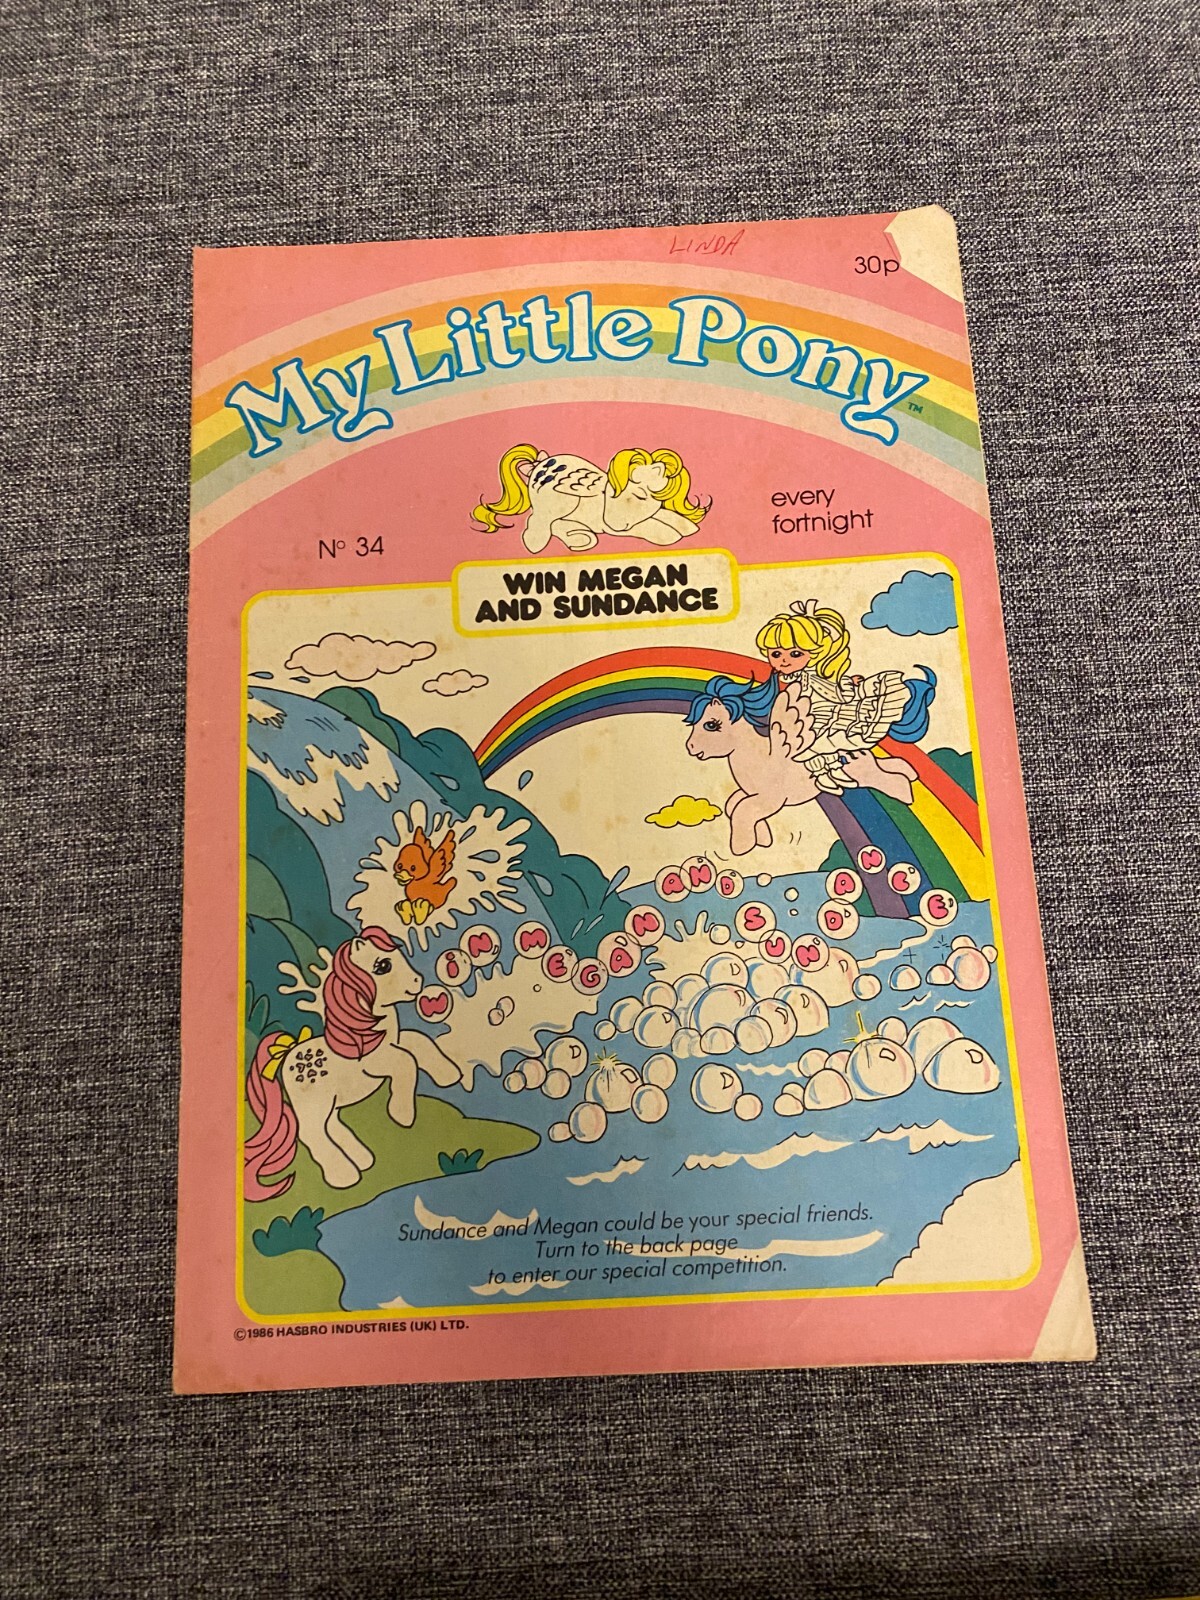 LINDA
30p
My Little Pony™
every
fortnight
Nº 34
WIN MEGAN
AND SUNDANCE
WIN MEGAN AND SUNDANCE
Sundance and Megan could be your special friends.
Turn to the back page
to enter our special competition.
©1986 HASBRO INDUSTRIES (UK) LTD.